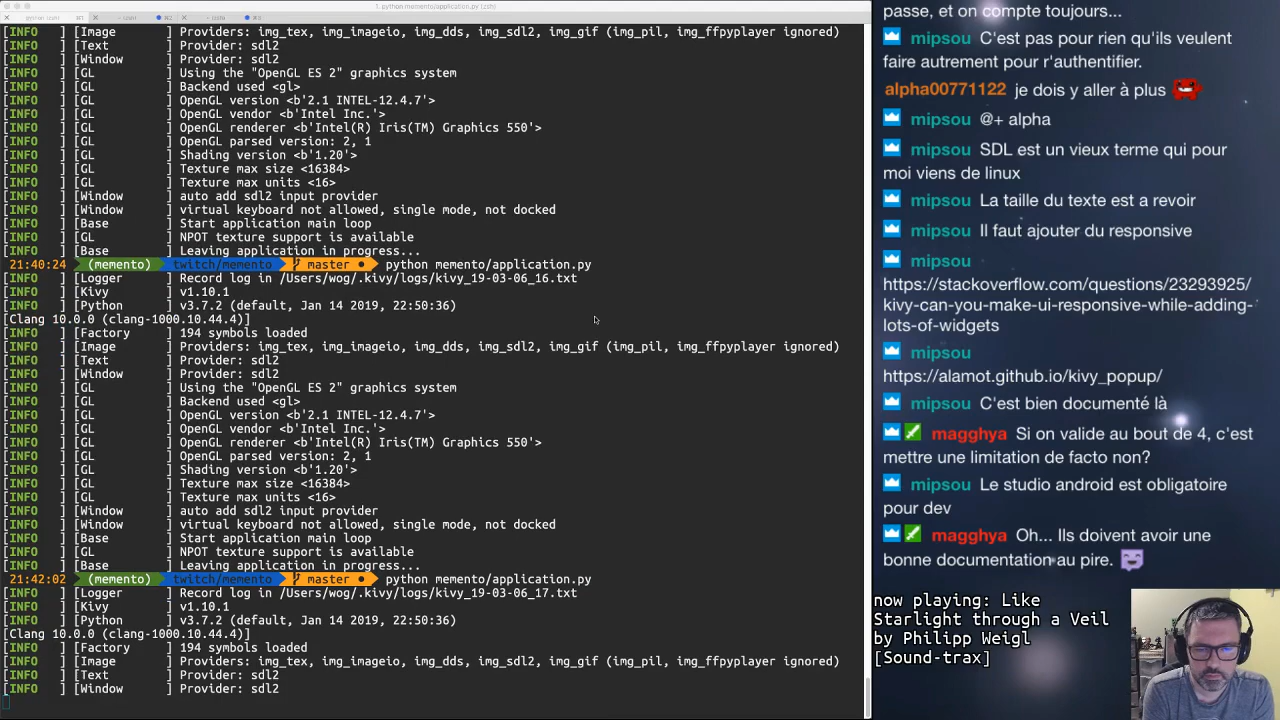 1. python memento/application.py (zsh)
[INFO   ] [Image       ] Providers: img_tex, img_imageio, img_dds, img_sdl2, img_gif (img_pil, img_ffpyplayer ignored)
[INFO   ] [Text        ] Provider: sdl2
[INFO   ] [Window      ] Provider: sdl2
[INFO   ] [GL          ] Using the "OpenGL ES 2" graphics system
[INFO   ] [GL          ] Backend used <gl>
[INFO   ] [GL          ] OpenGL version <b'2.1 INTEL-12.4.7'>
[INFO   ] [GL          ] OpenGL vendor <b'Intel Inc.'>
[INFO   ] [GL          ] OpenGL renderer <b'Intel(R) Iris(TM) Graphics 550'>
[INFO   ] [GL          ] OpenGL parsed version: 2, 1
[INFO   ] [GL          ] Shading version <b'1.20'>
[INFO   ] [GL          ] Texture max size <16384>
[INFO   ] [GL          ] Texture max units <16>
[INFO   ] [Window      ] auto add sdl2 input provider
[INFO   ] [Window      ] virtual keyboard not allowed, single mode, not docked
[INFO   ] [Base        ] Start application main loop
[INFO   ] [GL          ] NPOT texture support is available
[INFO   ] [Base        ] Leaving application in progress...
21:40:24 (memento) twitch/memento master ● python memento/application.py
[INFO   ] [Logger      ] Record log in /Users/wog/.kivy/logs/kivy_19-03-06_16.txt
[INFO   ] [Kivy        ] v1.10.1
[INFO   ] [Python      ] v3.7.2 (default, Jan 14 2019, 22:50:36)
[Clang 10.0.0 (clang-1000.10.44.4)]
[INFO   ] [Factory     ] 194 symbols loaded
[INFO   ] [Image       ] Providers: img_tex, img_imageio, img_dds, img_sdl2, img_gif (img_pil, img_ffpyplayer ignored)
[INFO   ] [Text        ] Provider: sdl2
[INFO   ] [Window      ] Provider: sdl2
[INFO   ] [GL          ] Using the "OpenGL ES 2" graphics system
[INFO   ] [GL          ] Backend used <gl>
[INFO   ] [GL          ] OpenGL version <b'2.1 INTEL-12.4.7'>
[INFO   ] [GL          ] OpenGL vendor <b'Intel Inc.'>
[INFO   ] [GL          ] OpenGL renderer <b'Intel(R) Iris(TM) Graphics 550'>
[INFO   ] [GL          ] OpenGL parsed version: 2, 1
[INFO   ] [GL          ] Shading version <b'1.20'>
[INFO   ] [GL          ] Texture max size <16384>
[INFO   ] [GL          ] Texture max units <16>
[INFO   ] [Window      ] auto add sdl2 input provider
[INFO   ] [Window      ] virtual keyboard not allowed, single mode, not docked
[INFO   ] [Base        ] Start application main loop
[INFO   ] [GL          ] NPOT texture support is available
[INFO   ] [Base        ] Leaving application in progress...
21:42:02 (memento) twitch/memento master ● python memento/application.py
[INFO   ] [Logger      ] Record log in /Users/wog/.kivy/logs/kivy_19-03-06_17.txt
[INFO   ] [Kivy        ] v1.10.1
[INFO   ] [Python      ] v3.7.2 (default, Jan 14 2019, 22:50:36)
[Clang 10.0.0 (clang-1000.10.44.4)]
[INFO   ] [Factory     ] 194 symbols loaded
[INFO   ] [Image       ] Providers: img_tex, img_imageio, img_dds, img_sdl2, img_gif (img_pil, img_ffpyplayer ignored)
[INFO   ] [Text        ] Provider: sdl2
[INFO   ] [Window      ] Provider: sdl2
passe, et on compte toujours...
mipsou C'est pas pour rien qu'ils veulent
faire autrement pour r'authentifier.
alpha00771122 je dois y aller à plus
mipsou @+ alpha
mipsou SDL est un vieux terme qui pour
moi viens de linux
mipsou La taille du texte est a revoir
mipsou Il faut ajouter du responsive
mipsou
https://stackoverflow.com/questions/23293925/
kivy-can-you-make-ui-responsive-while-adding-
lots-of-widgets
mipsou
https://alamot.github.io/kivy_popup/
mipsou C'est bien documenté là
magghya Si on valide au bout de 4, c'est
mettre une limitation de facto non?
mipsou Le studio android est obligatoire
pour dev
magghya Oh... Ils doivent avoir une
bonne documentation au pire.
now playing: Like
Starlight through a Veil
by Philipp Weigl
[Sound-trax]